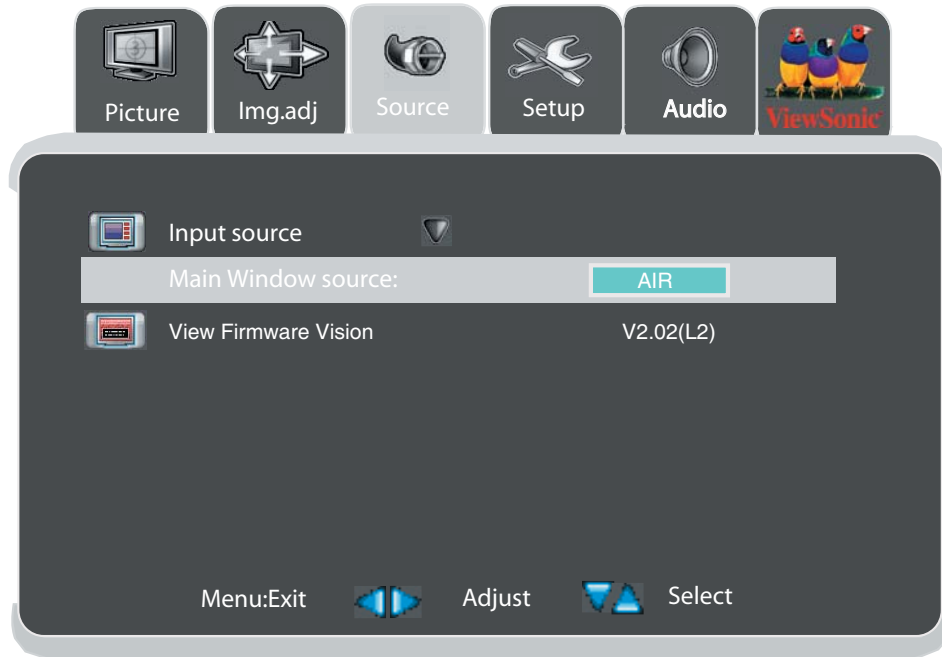 Picture Img.adj Source Setup Audio ViewSonic
Input source
Main Window source: AIR
View Firmware Vision V2.02(L2)
Menu:Exit Adjust Select